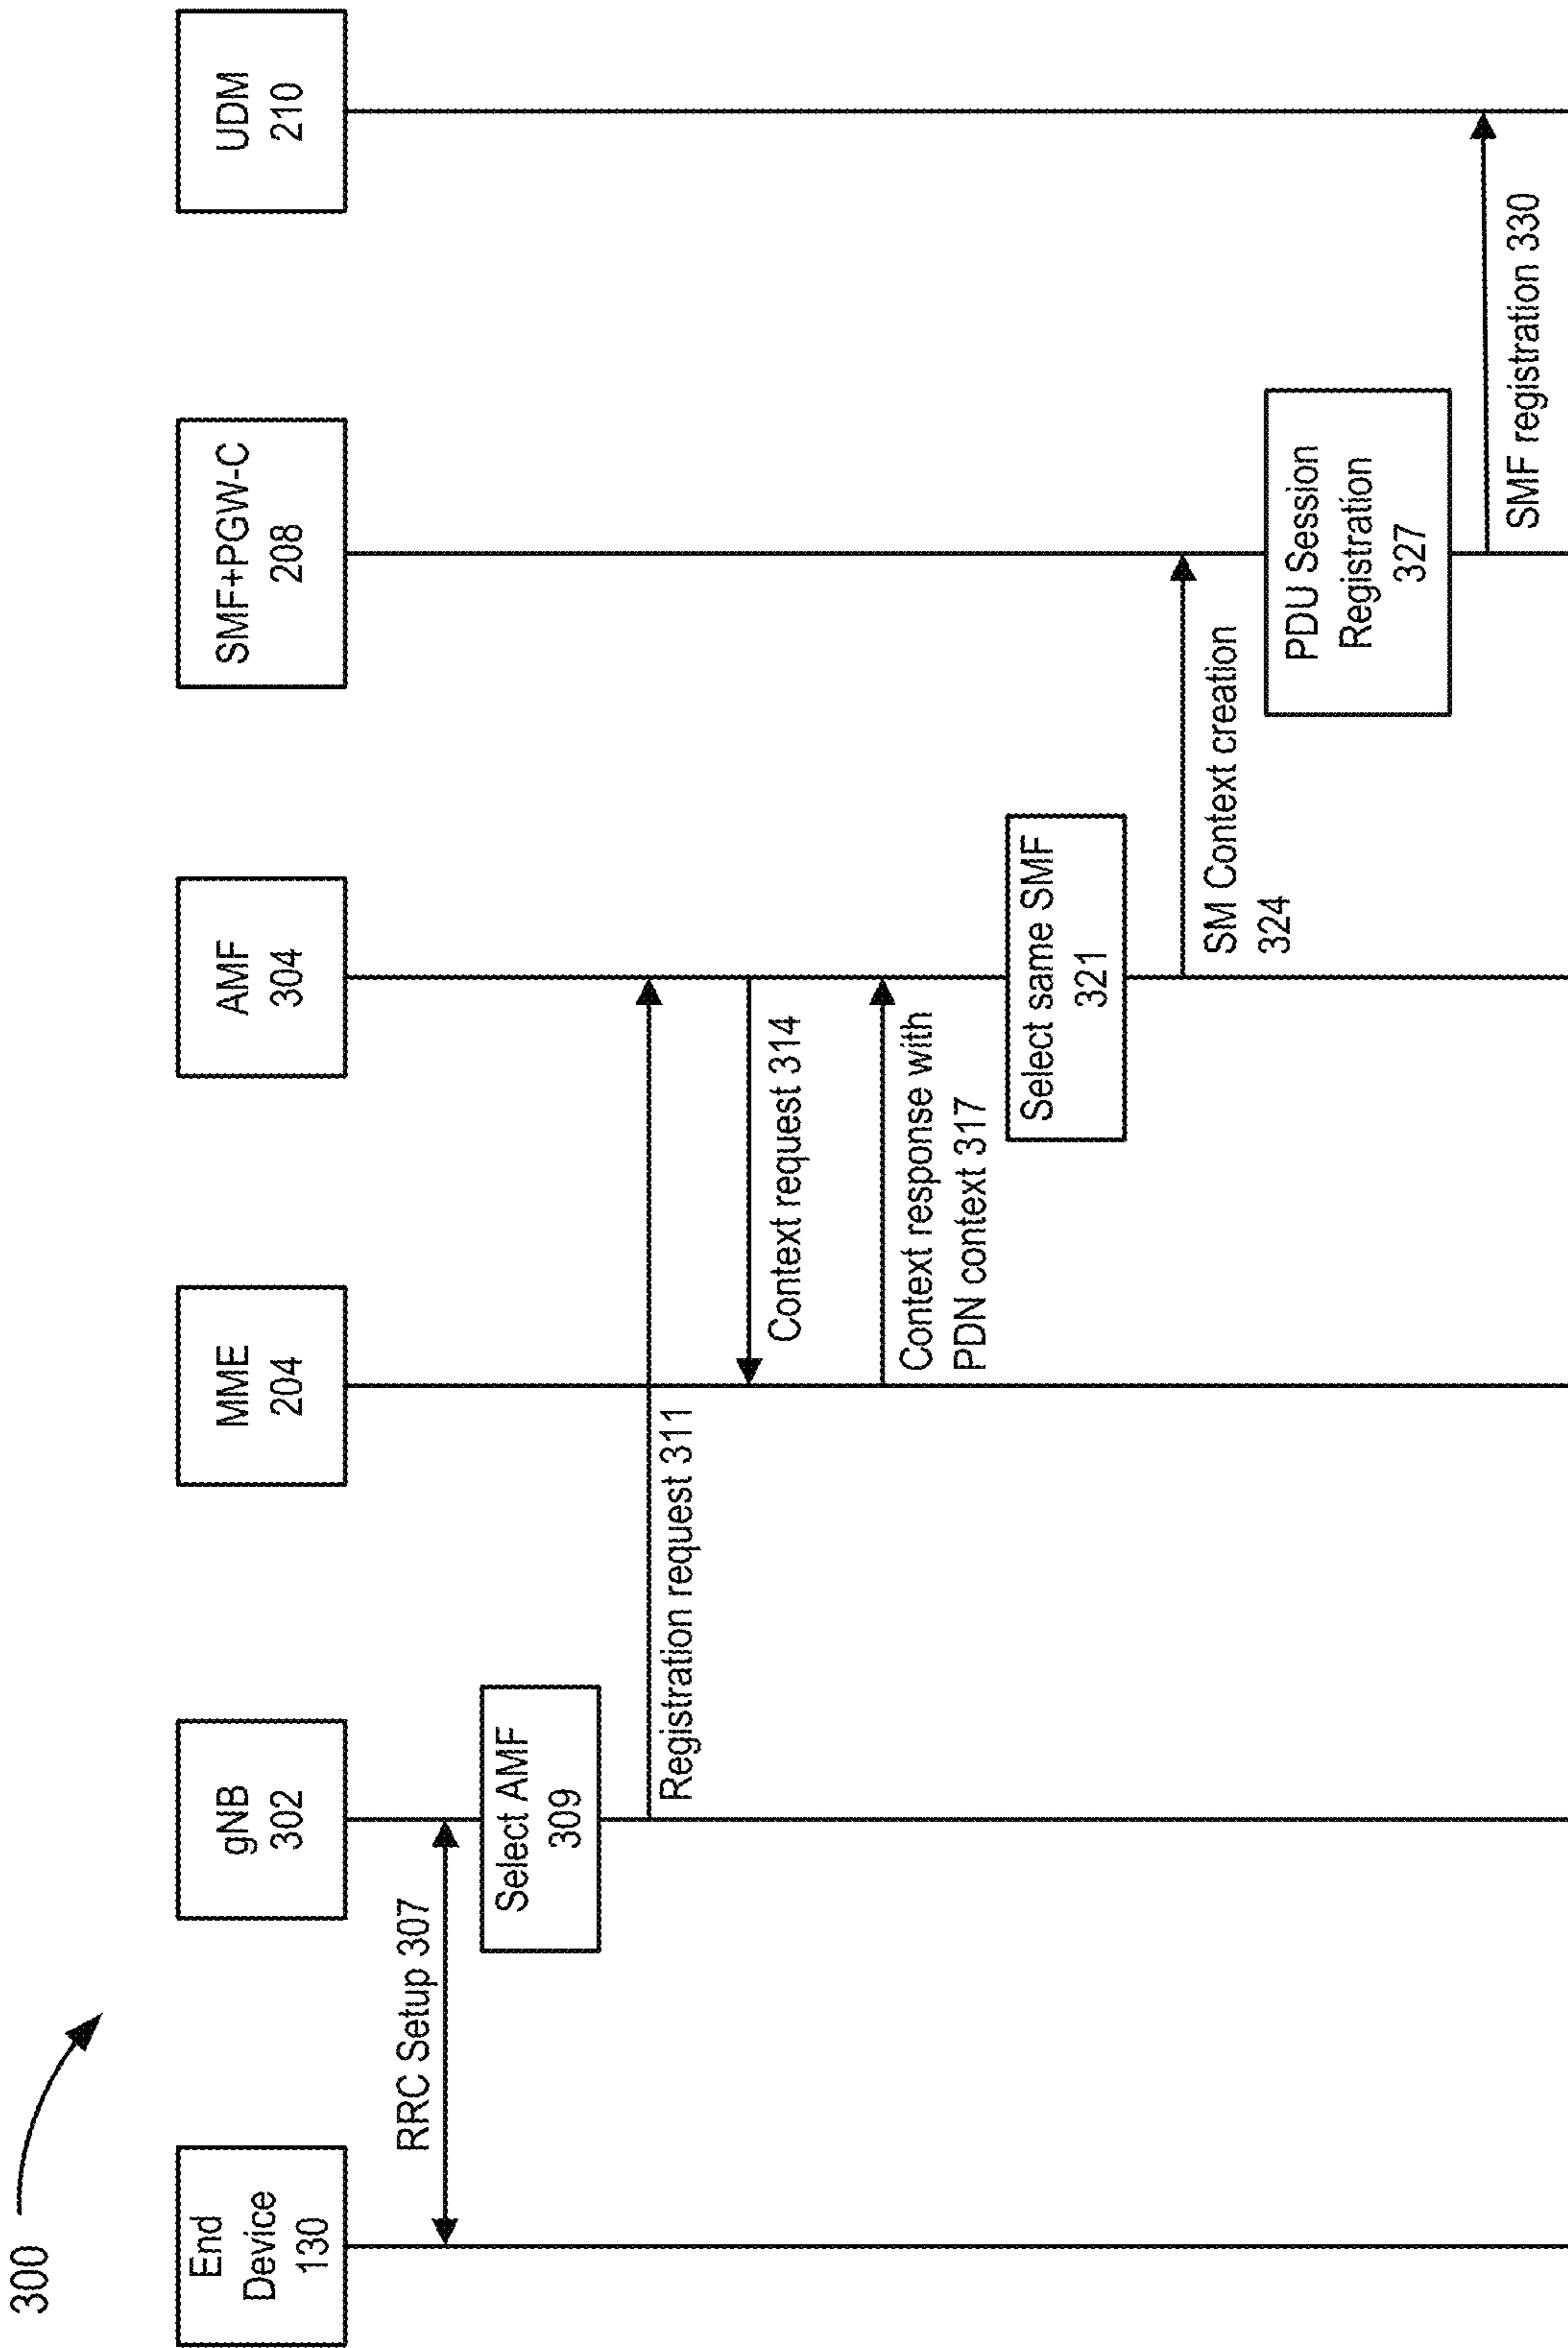 300
End
Device
130
gNB
302
MME
204
AMF
304
SMF+PGW-C
208
UDM
210
RRC Setup 307
Select AMF
309
Registration request 311
Context request 314
Context response with
PDN context 317
Select same SMF
321
SM Context creation
324
PDU Session
Registration
327
SMF registration 330